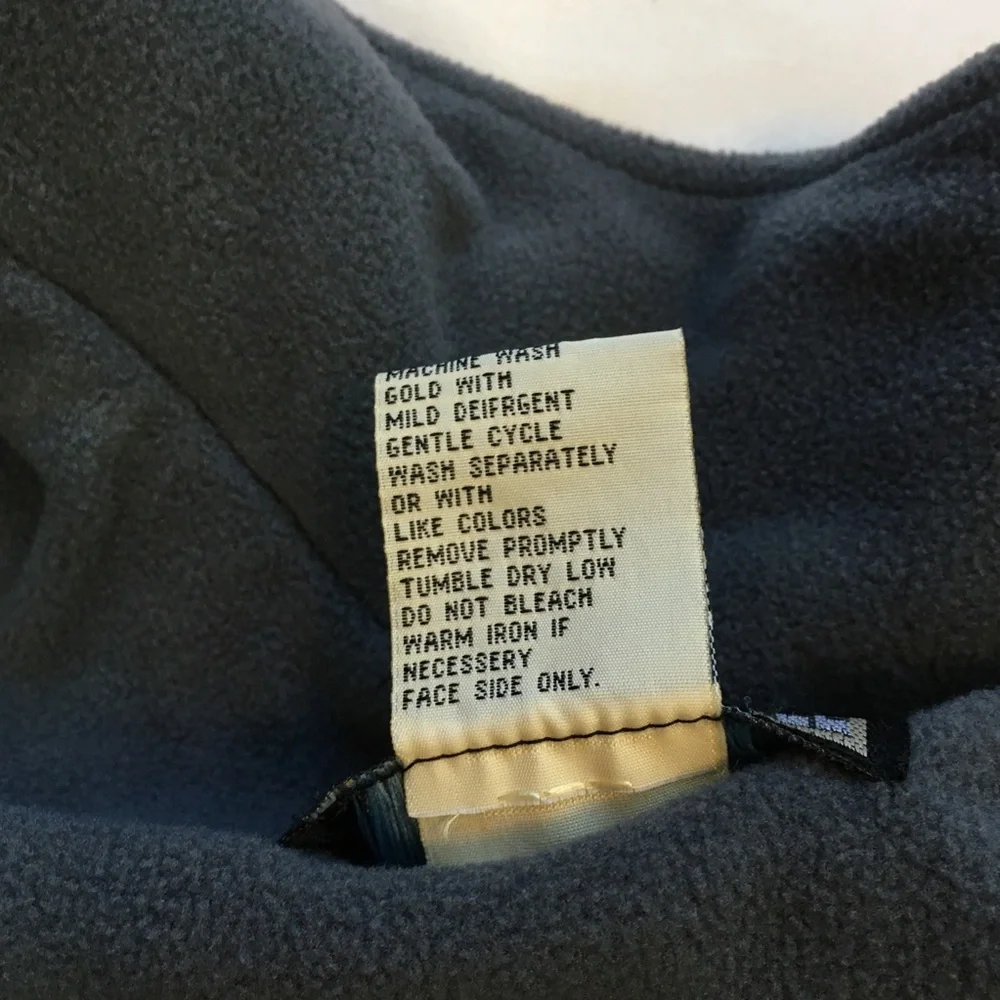 MACHINE WASH
GOLD WITH
MILD DEIFRGENT
GENTLE CYCLE
WASH SEPARATELY
OR WITH
LIKE COLORS
REMOVE PROMPTLY
TUMBLE DRY LOW
DO NOT BLEACH
WARM IRON IF
NECESSERY
FACE SIDE ONLY.